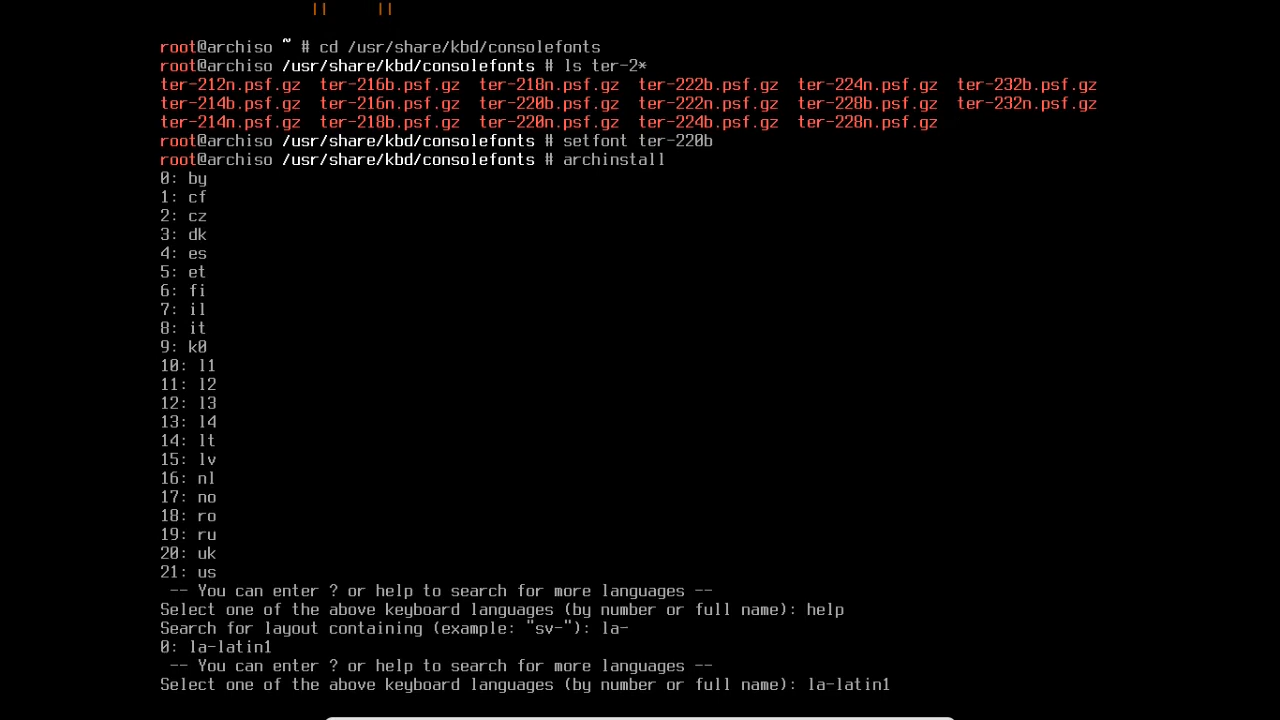 root@archiso ~ # cd /usr/share/kbd/consolefonts
root@archiso /usr/share/kbd/consolefonts # ls ter-2*
ter-212n.psf.gz  ter-216b.psf.gz  ter-218n.psf.gz  ter-222b.psf.gz  ter-224n.psf.gz  ter-232b.psf.gz
ter-214b.psf.gz  ter-216n.psf.gz  ter-220b.psf.gz  ter-222n.psf.gz  ter-228b.psf.gz  ter-232n.psf.gz
ter-214n.psf.gz  ter-218b.psf.gz  ter-220n.psf.gz  ter-224b.psf.gz  ter-228n.psf.gz
root@archiso /usr/share/kbd/consolefonts # setfont ter-220b
root@archiso /usr/share/kbd/consolefonts # archinstall
0: by
1: cf
2: cz
3: dk
4: es
5: et
6: fi
7: il
8: it
9: k0
10: l1
11: l2
12: l3
13: l4
14: lt
15: lv
16: nl
17: no
18: ro
19: ru
20: uk
21: us
 -- You can enter ? or help to search for more languages --
Select one of the above keyboard languages (by number or full name): help
Search for layout containing (example: "sv-"): la-
0: la-latin1
 -- You can enter ? or help to search for more languages --
Select one of the above keyboard languages (by number or full name): la-latin1